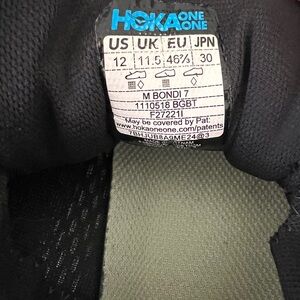 HOKA ONE ONE
US UK EU JPN
12 11.5 46⅔ 30
M BONDI 7
1110518 BGBT
F27221I
May be covered by Pat:
www.hokaoneone.com/patents